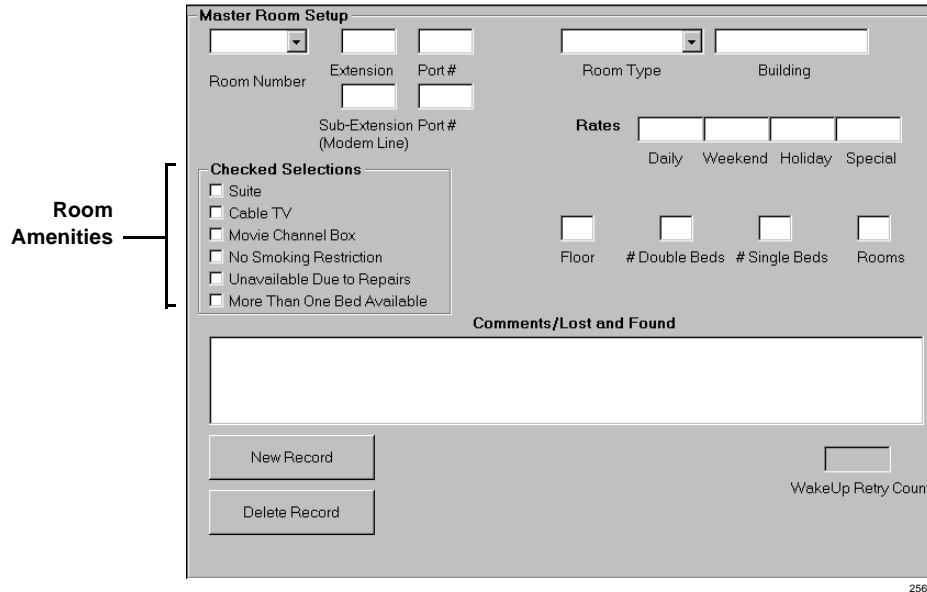 Master Room Setup
Room Number
Extension Port #
Room Type Building
Sub-Extension Port #
(Modem Line)
Rates
Daily Weekend Holiday Special
Room
Amenities
Checked Selections
Suite
Cable TV
Movie Channel Box
No Smoking Restriction
Unavailable Due to Repairs
More Than One Bed Available
Floor # Double Beds # Single Beds Rooms
Comments/Lost and Found
New Record
Delete Record
WakeUp Retry Coun
256